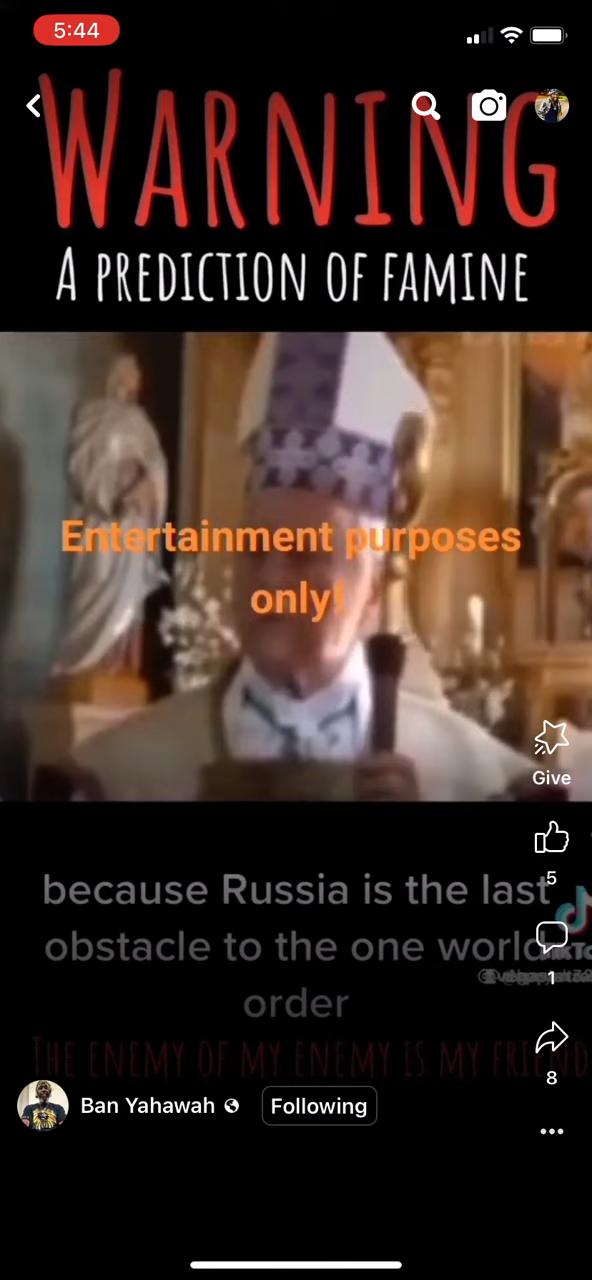 5:44
WARNING
A PREDICTION OF FAMINE
Entertainment purposes
only!
Give
because Russia is the last
5
obstacle to the one world
order
1
THE ENEMY OF MY ENEMY IS MY FRIEND
8
Ban Yahawah
Following